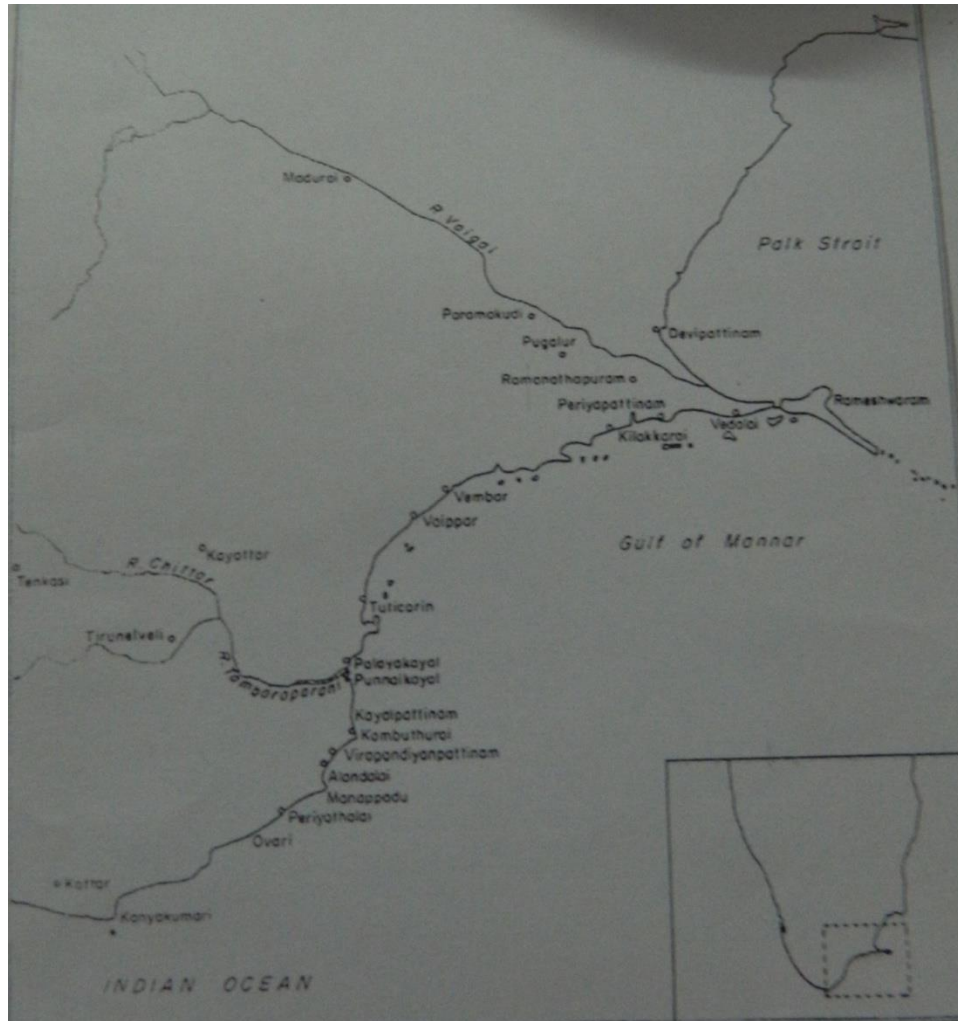 Madurai
R. Vaigai
Palk Strait
Paramakudi
Devipattinam
Pugalur
Ramanathapuram
Periyapattinam
Rameshwaram
Vedalai
Kilakkarai
Vembar
Vaippar
Gulf of Mannar
Kayattar
R. Chittar
Tenkasi
Tuticorin
Tirunelveli
R. Tambaraparani
Palayakayal
Punnaikayal
Kayalpattinam
Kombuthurai
Virapandiyanpattinam
Alandalai
Manappadu
Periyathalai
Ovari
Kottar
Kanyakumari
INDIAN OCEAN